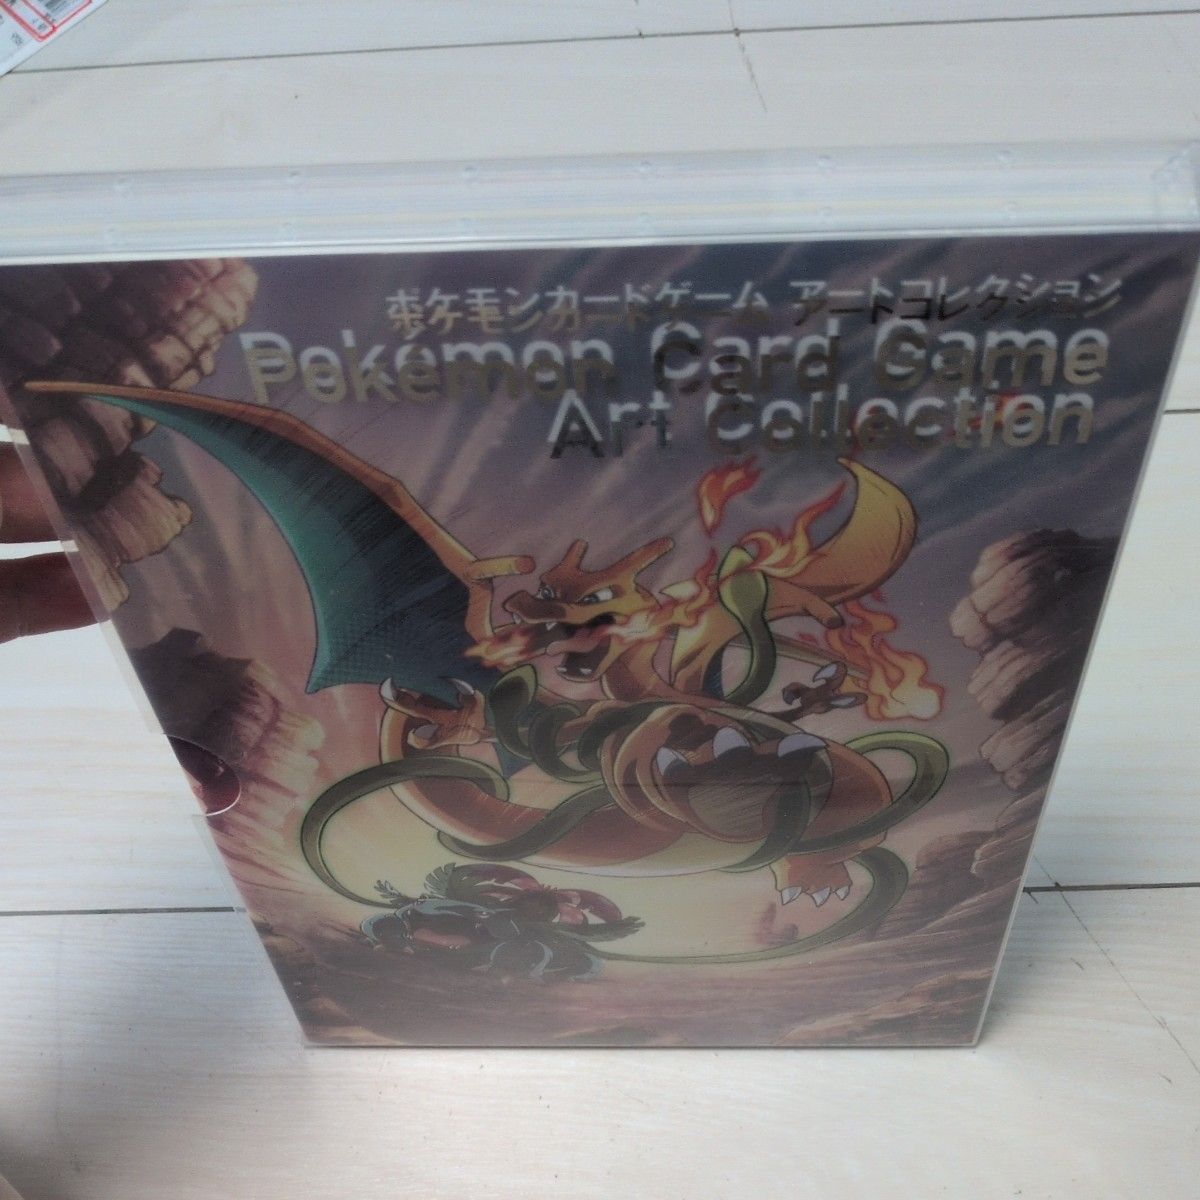 ポケモンカードゲーム アートコレクション
Pokémon Card Game
Art Collection